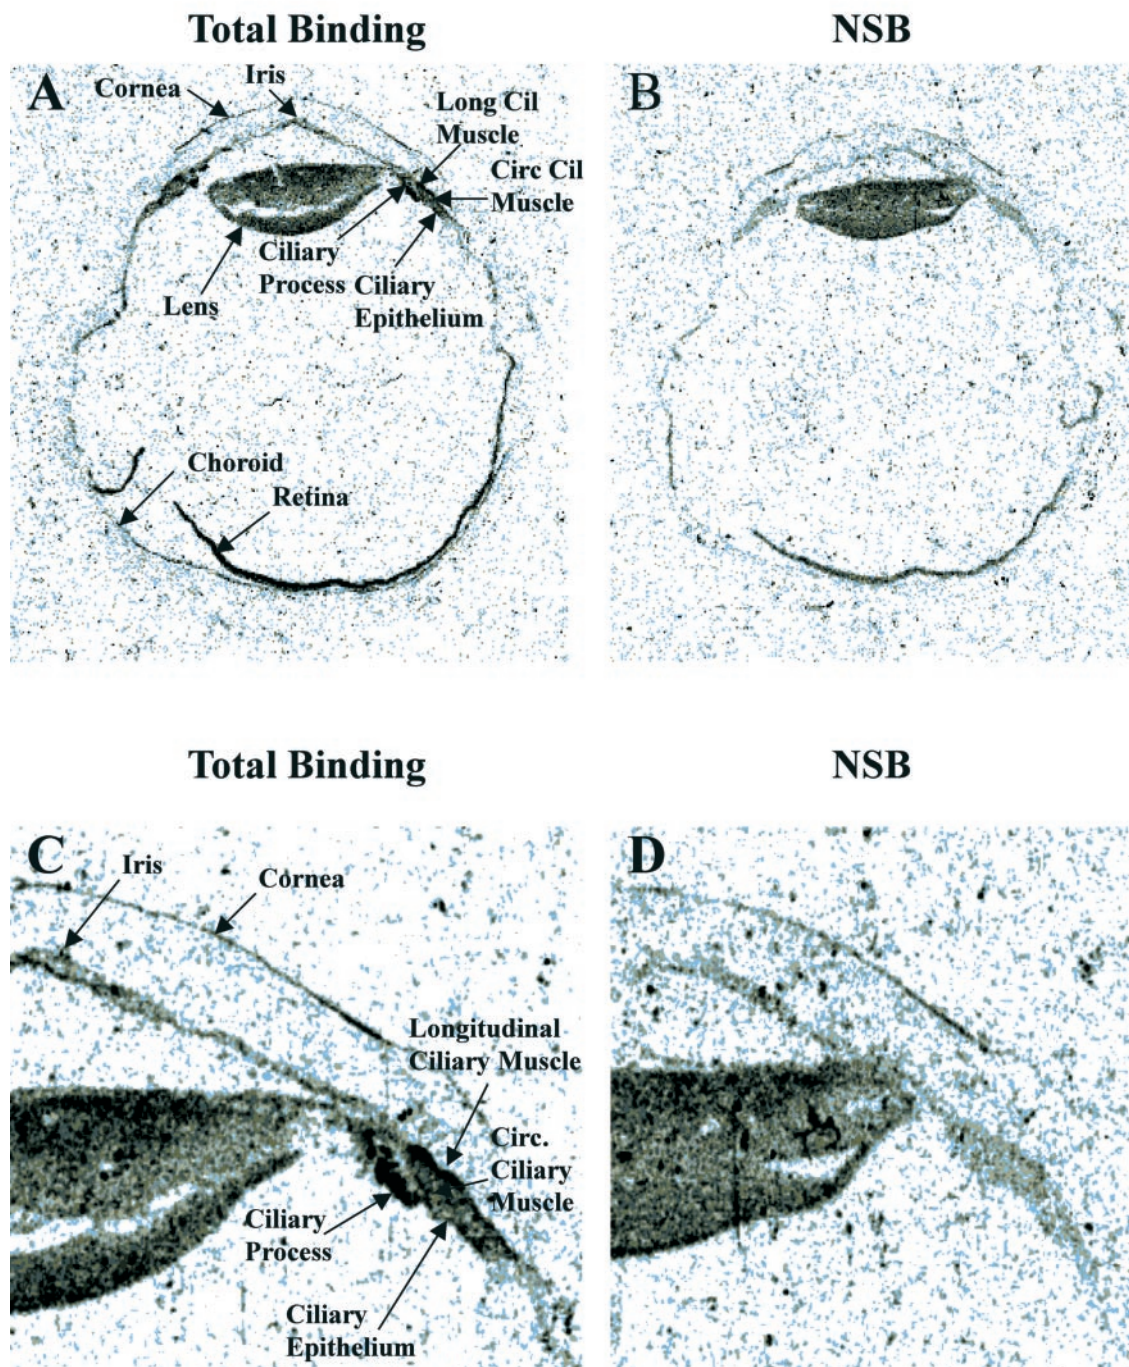 Total Binding
NSB
A
Cornea
Iris
Long Cil
Muscle
Circ Cil
Muscle
Ciliary
Process
Ciliary
Epithelium
Lens
Choroid
Retina
B
Total Binding
NSB
C
Iris
Cornea
Longitudinal
Ciliary Muscle
Circ.
Ciliary
Muscle
Ciliary
Process
Ciliary
Epithelium
D